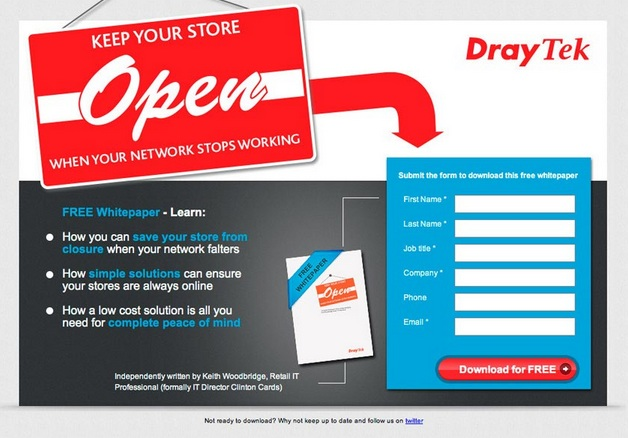 KEEP YOUR STORE
Open
WHEN YOUR NETWORK STOPS WORKING
DrayTek
FREE Whitepaper - Learn:
How you can save your store from
closure when your network falters
How simple solutions can ensure
your stores are always online
How a low cost solution is all you
need for complete peace of mind
FREE
WHITEPAPER
Open
DrayTek
Independently written by Keith Woodbridge, Retail IT
Professional (formally IT Director Clinton Cards)
Submit the form to download this free whitepaper
First Name *
Last Name *
Job title *
Company *
Phone
Email *
Download for FREE
Not ready to download? Why not keep up to date and follow us on twitter